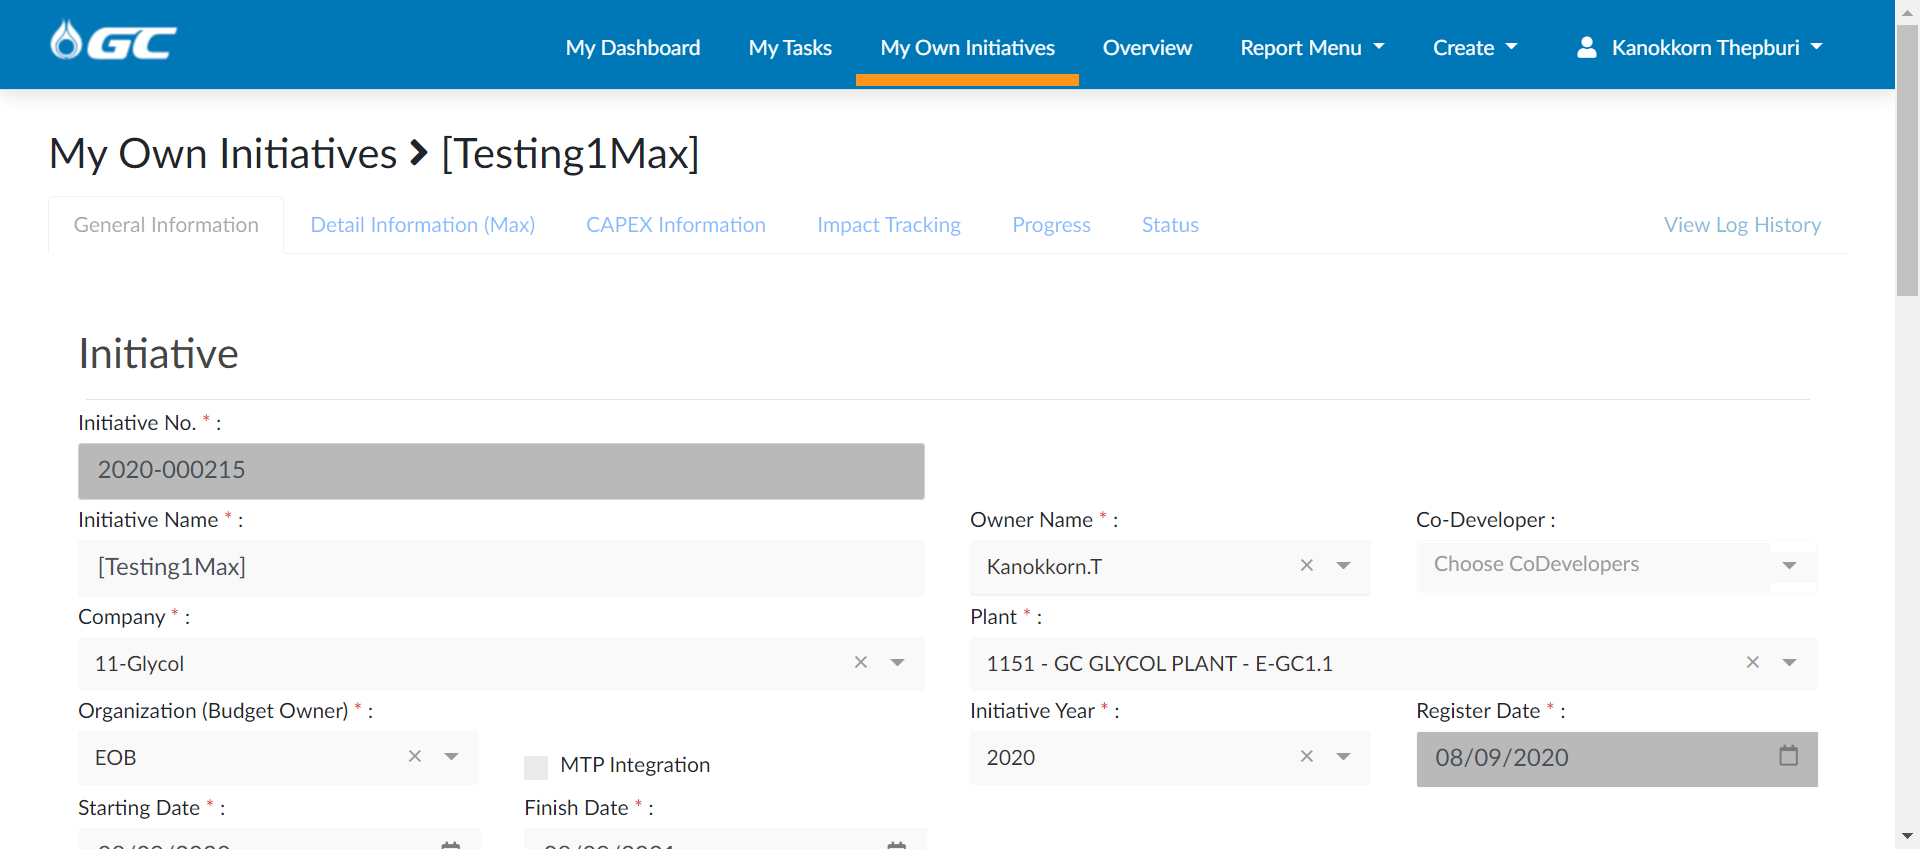 GC
My Dashboard My Tasks My Own Initiatives Overview Report Menu Create Kanokkorn Thepburi
My Own Initiatives > [Testing1Max]
General Information Detail Information (Max) CAPEX Information Impact Tracking Progress Status View Log History
Initiative
Initiative No. * :
2020-000215
Initiative Name * : Owner Name * : Co-Developer :
[Testing1Max] Kanokkorn.T × Choose CoDevelopers
Company * : Plant * :
11-Glycol × 1151 - GC GLYCOL PLANT - E-GC1.1 ×
Organization (Budget Owner) * : Initiative Year * : Register Date * :
EOB × MTP Integration 2020 × 08/09/2020
Starting Date * : Finish Date * :